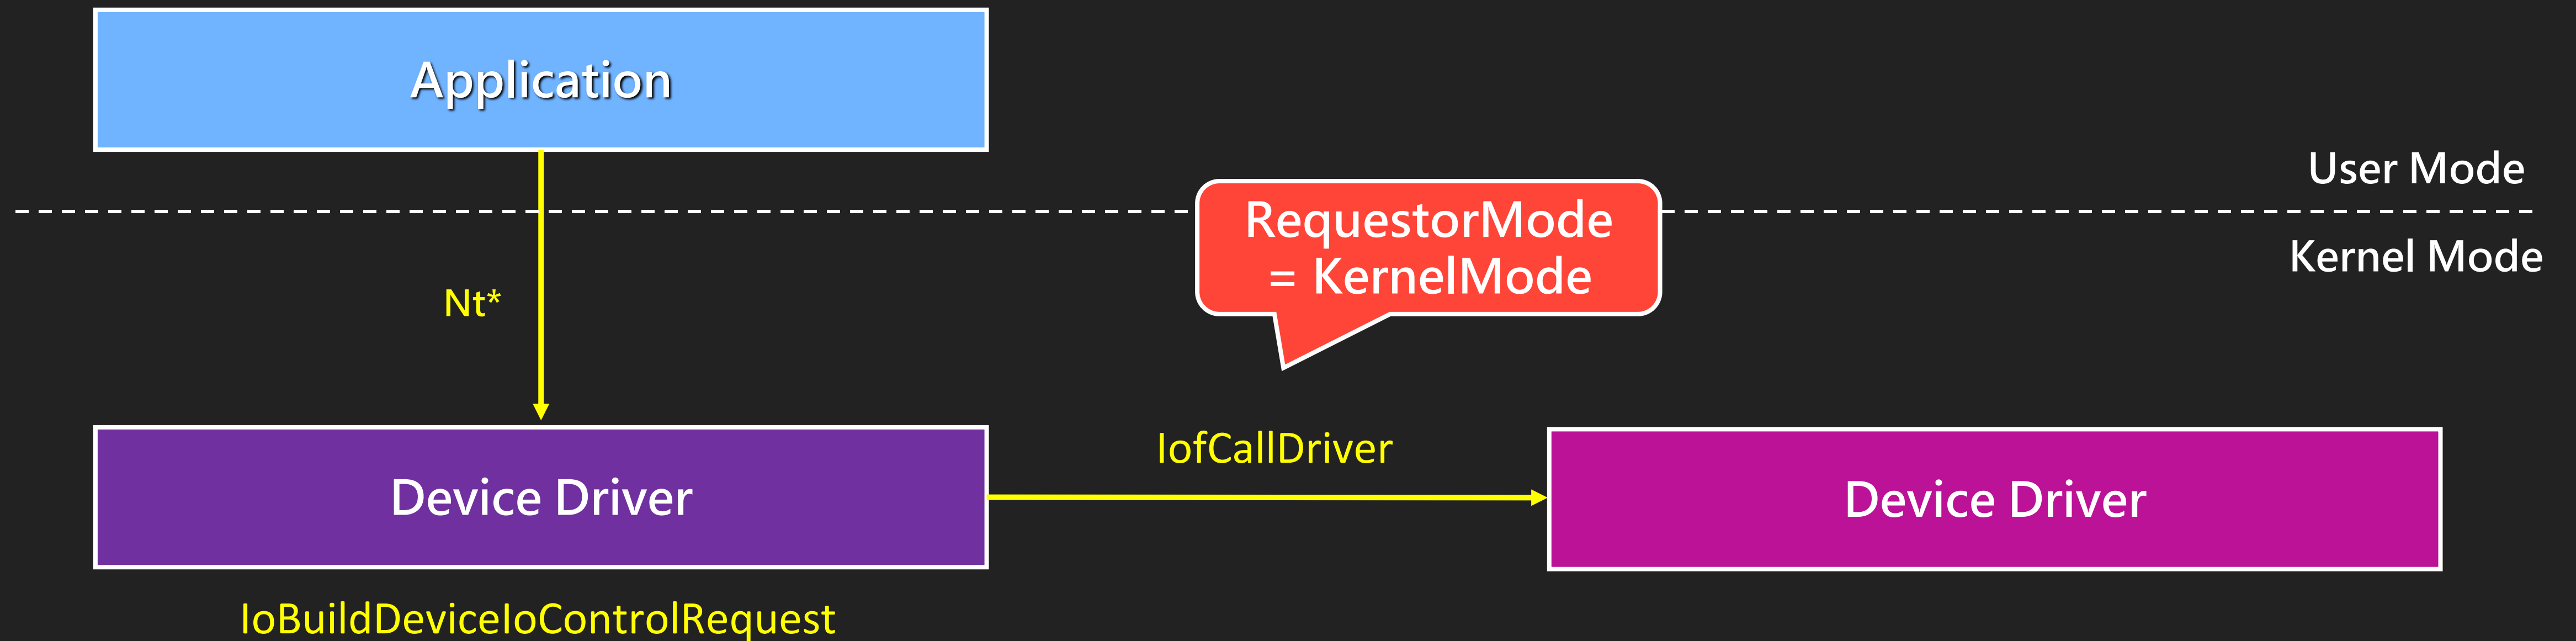 Application
User Mode
RequestorMode
= KernelMode
Kernel Mode
Nt*
IofCallDriver
Device Driver
Device Driver
IoBuildDeviceIoControlRequest